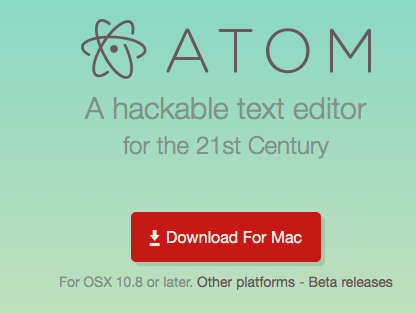 ATOM
A hackable text editor
for the 21st Century
Download For Mac
For OSX 10.8 or later. Other platforms - Beta releases